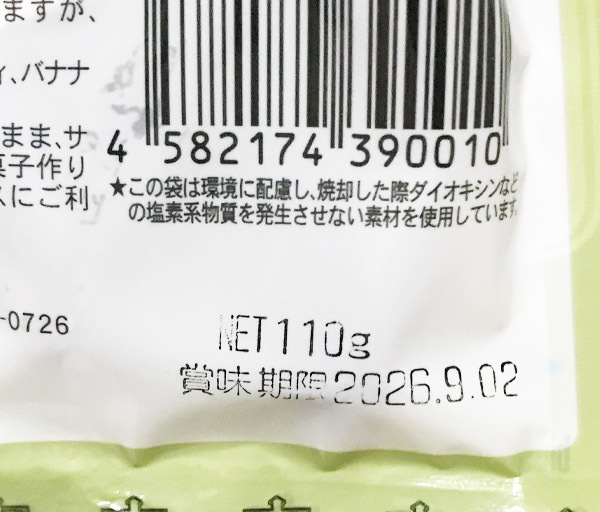 ますが、
、バナナ
まま、サ
菓子作り
スにご利
4 582174 390010
★この袋は環境に配慮し、焼却した際ダイオキシンなど
の塩素系物質を発生させない素材を使用しています。
-0726
NET110g
賞味期限2026.9.02